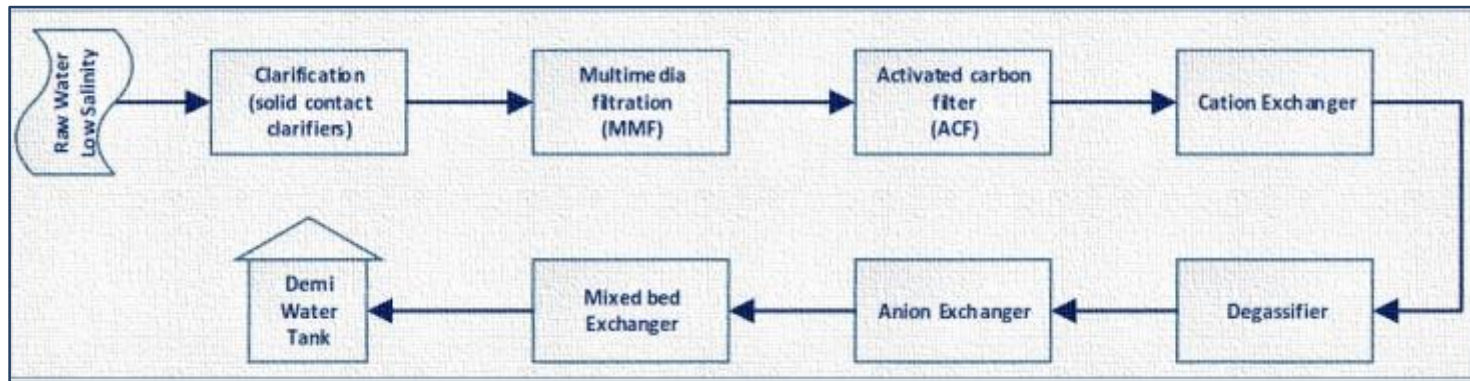 Raw Water
Low Salinity
Clarification
(solid contact
clarifiers)
Multimedia
filtration
(MMF)
Activated carbon
filter
(ACF)
Cation Exchanger
Degassifier
Anion Exchanger
Mixed bed
Exchanger
Demi
Water
Tank